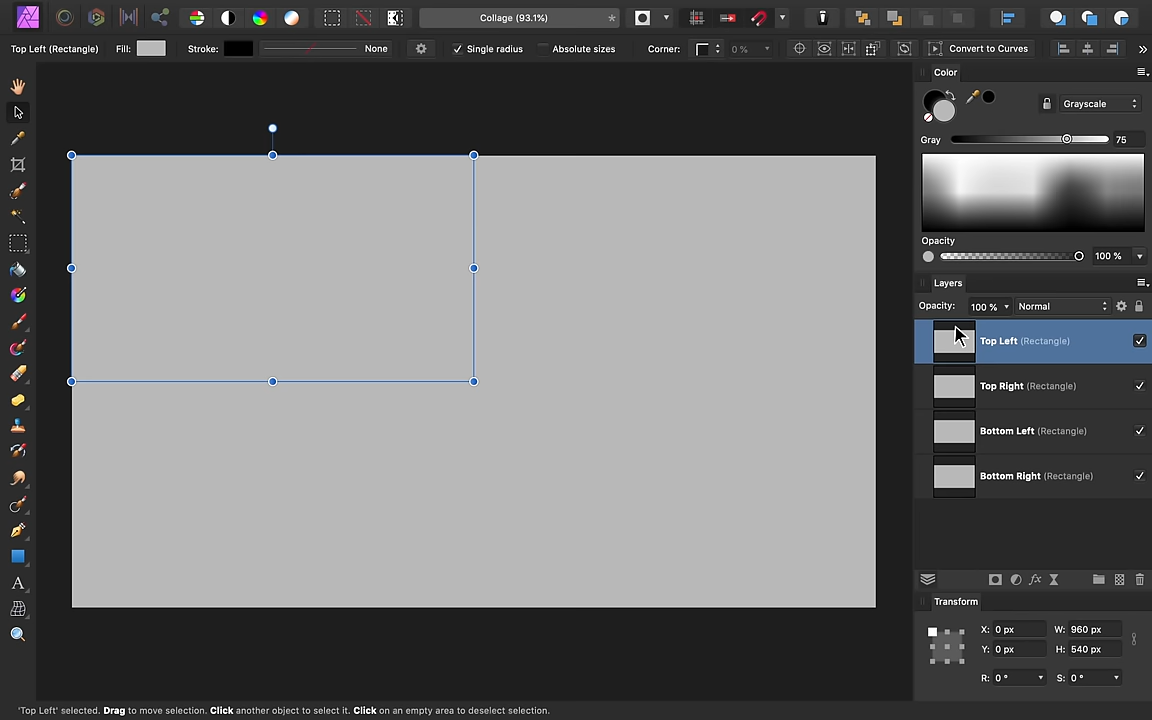 Collage (93.1%)
*
Top Left (Rectangle)
Fill:
Stroke:
None
Single radius
Absolute sizes
Corner:
0 %
Convert to Curves
Color
Grayscale
Gray
75
Opacity
100 %
Layers
Opacity:
100 %
Normal
Top Left (Rectangle)
Top Right (Rectangle)
Bottom Left (Rectangle)
Bottom Right (Rectangle)
A
fx
Transform
X: 0 px
W: 960 px
Y: 0 px
H: 540 px
R: 0 °
S: 0 °
'Top Left' selected. Drag to move selection. Click another object to select it. Click on an empty area to deselect selection.